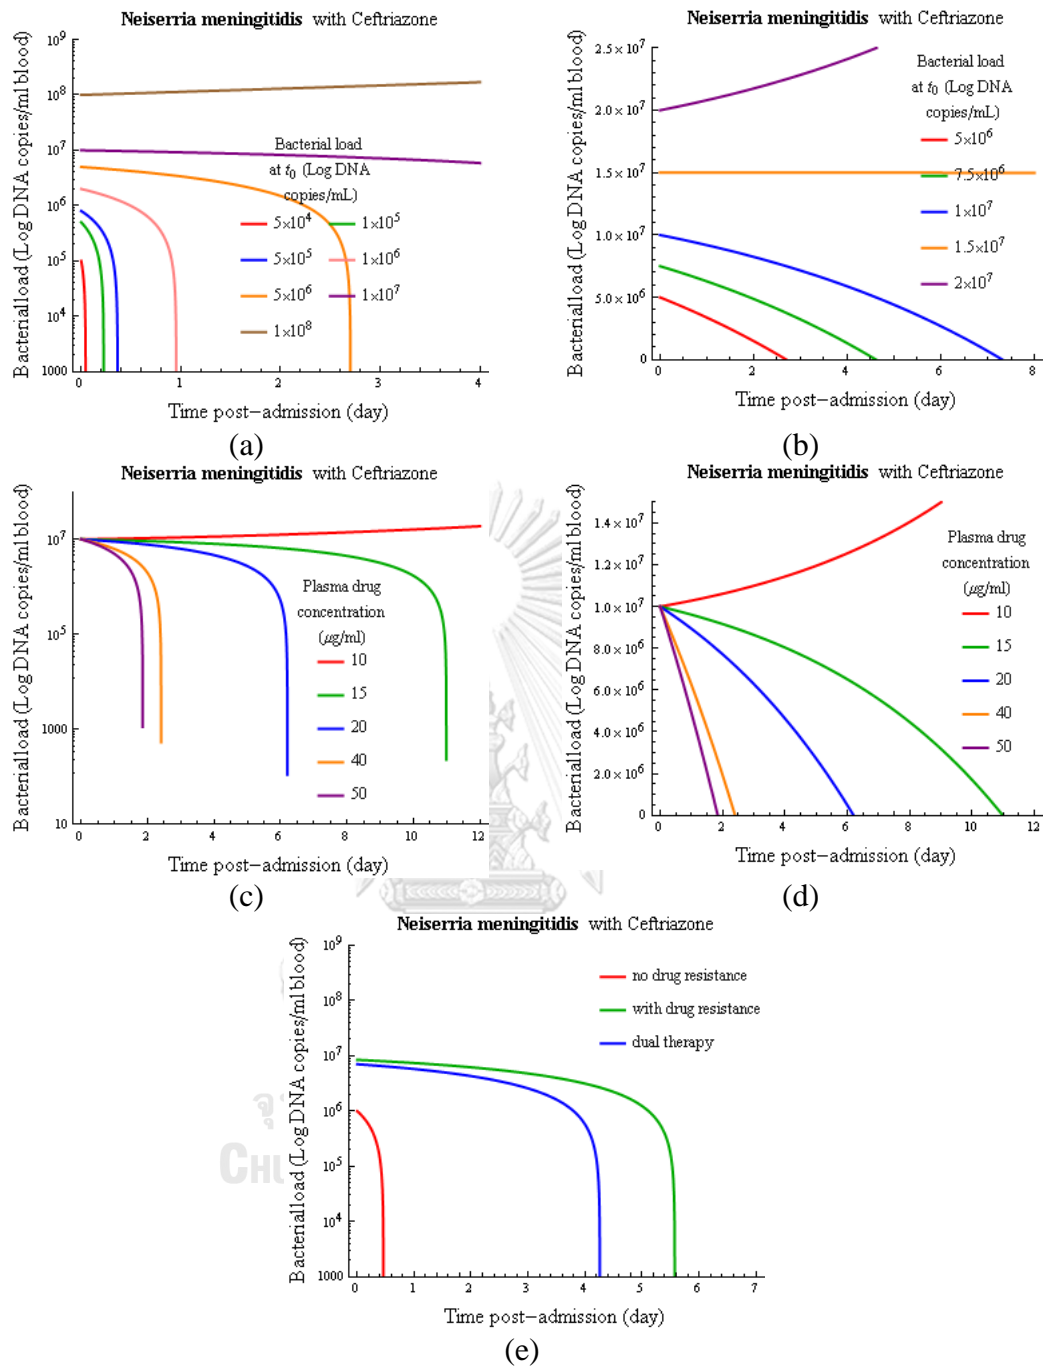 Neiserria meningitidis with Ceftriazone
Bacterial load (Log DNA copies/ml blood)
10⁹
10⁸
10⁷
10⁶
10⁵
10⁴
1000
Bacterial load
at t₀ (Log DNA
copies/mL)
5×10⁴ 1×10⁵
5×10⁵ 1×10⁶
5×10⁶ 1×10⁷
1×10⁸
0 1 2 3 4
Time post−admission (day)
(a)
Neiserria meningitidis with Ceftriazone
Bacterial load (Log DNA copies/ml blood)
2.5×10⁷
2.0×10⁷
1.5×10⁷
1.0×10⁷
5.0×10⁶
0
Bacterial load
at t₀ (Log DNA
copies/mL)
5×10⁶
7.5×10⁶
1×10⁷
1.5×10⁷
2×10⁷
0 2 4 6 8
Time post−admission (day)
(b)
Neiserria meningitidis with Ceftriazone
Bacterial load (Log DNA copies/ml blood)
10⁷
10⁵
1000
10
Plasma drug
concentration
(μg/ml)
10
15
20
40
50
0 2 4 6 8 10 12
Time post−admission (day)
(c)
Neiserria meningitidis with Ceftriazone
Bacterial load (Log DNA copies/ml blood)
1.4×10⁷
1.2×10⁷
1.0×10⁷
8.0×10⁶
6.0×10⁶
4.0×10⁶
2.0×10⁶
0
Plasma drug
concentration
(μg/ml)
10
15
20
40
50
0 2 4 6 8 10 12
Time post−admission (day)
(d)
Neiserria meningitidis with Ceftriazone
Bacterial load (Log DNA copies/ml blood)
10⁹
10⁸
10⁷
10⁶
10⁵
10⁴
1000
no drug resistance
with drug resistance
dual therapy
0 1 2 3 4 5 6 7
Time post−admission (day)
(e)